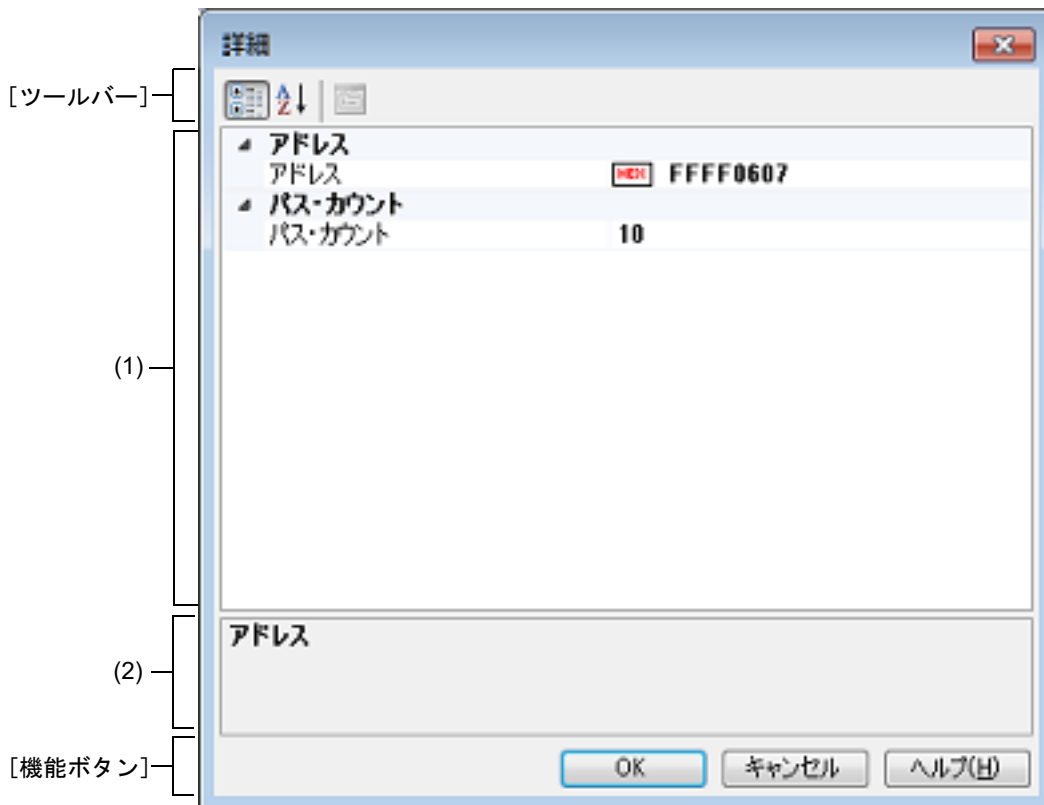 詳細
[ツールバー]
A
Z
アドレス
アドレス HEX FFFF0607
パス・カウント
パス・カウント 10
(1)
アドレス
(2)
[機能ボタン]
OK キャンセル ヘルプ(H)